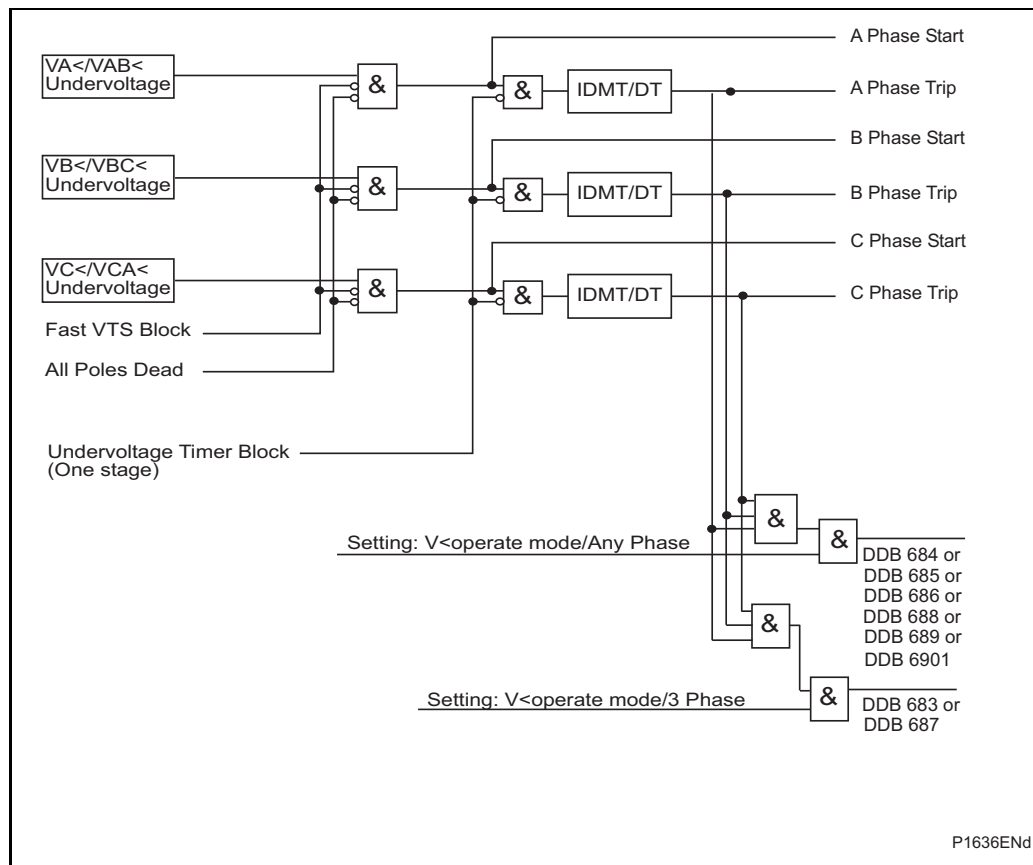 VA</VAB<
Undervoltage
&
&
IDMT/DT
A Phase Start
A Phase Trip
VB</VBC<
Undervoltage
&
&
IDMT/DT
B Phase Start
B Phase Trip
VC</VCA<
Undervoltage
&
&
IDMT/DT
C Phase Start
C Phase Trip
Fast VTS Block
All Poles Dead
Undervoltage Timer Block
(One stage)
&
Setting: V<operate mode/Any Phase
&
DDB 684 or
DDB 685 or
DDB 686 or
DDB 688 or
DDB 689 or
DDB 6901
&
Setting: V<operate mode/3 Phase
&
DDB 683 or
DDB 687
P1636ENd